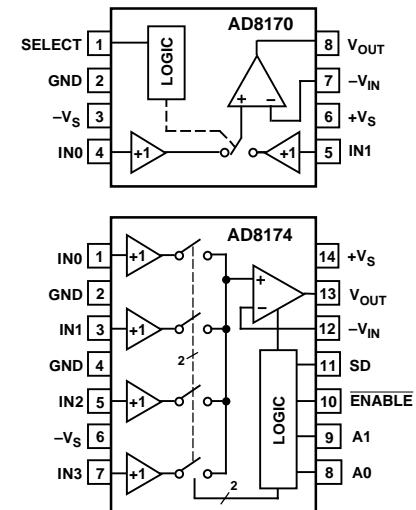 AD8170
SELECT 1 LOGIC 8 VOUT
GND 2 7 –VIN
+ –
–VS 3 6 +VS
IN0 4 +1 +1 5 IN1
AD8174
IN0 1 +1 14 +VS
GND 2 + 13 VOUT
IN1 3 +1 – 12 –VIN
GND 4 2 11 SD
IN2 5 +1 LOGIC 10 ENABLE
–VS 6 9 A1
IN3 7 +1 8 A0
2